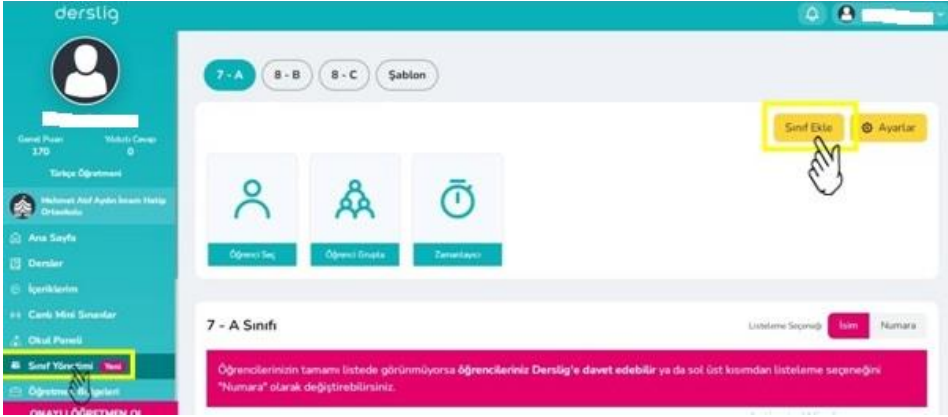 derslig
7 - A
8 - B
8 - C
Şablon
Sınıf Ekle
Ayarlar
Genel Puan
170
Yıldızlı Cevap
0
Türkçe Öğretmeni
Mehmet Akif Aydın İmam Hatip
Ortaokulu
Ana Sayfa
Dersler
İçeriklerim
Canlı Mini Sınavlar
Okul Paneli
Sınıf Yönetimi Yeni
Öğretmen
ONAYLI ÖĞRETMEN OL
Öğrenci Seç
Öğrenci Grupla
Zamanlayıcı
7 - A Sınıfı
Listeleme Seçeneği
İsim
Numara
Öğrencilerinizin tamamı listede görünmüyorsa öğrencileriniz Derslig'e davet edebilir ya da sol üst kısımdan listeleme seçeneğini
"Numara" olarak değiştirebilirsiniz.